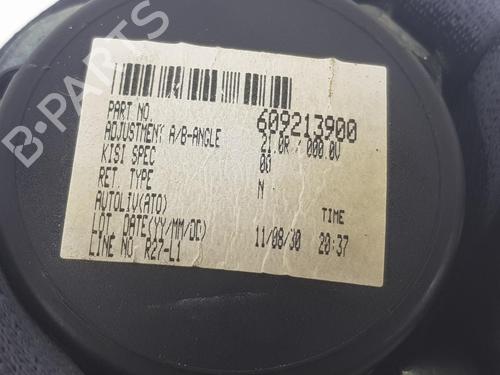 PART NO. 609213900
ADJUSTMENT A/B-ANGLE 21.0R / 000.0V
KISI SPEC 00
RET. TYPE N
AUTOLIV(ATO) TIME
LOT. DATE(YY/MM/DD) 11/08/30 20:37
LINE NO R27-L1
B-PARTS